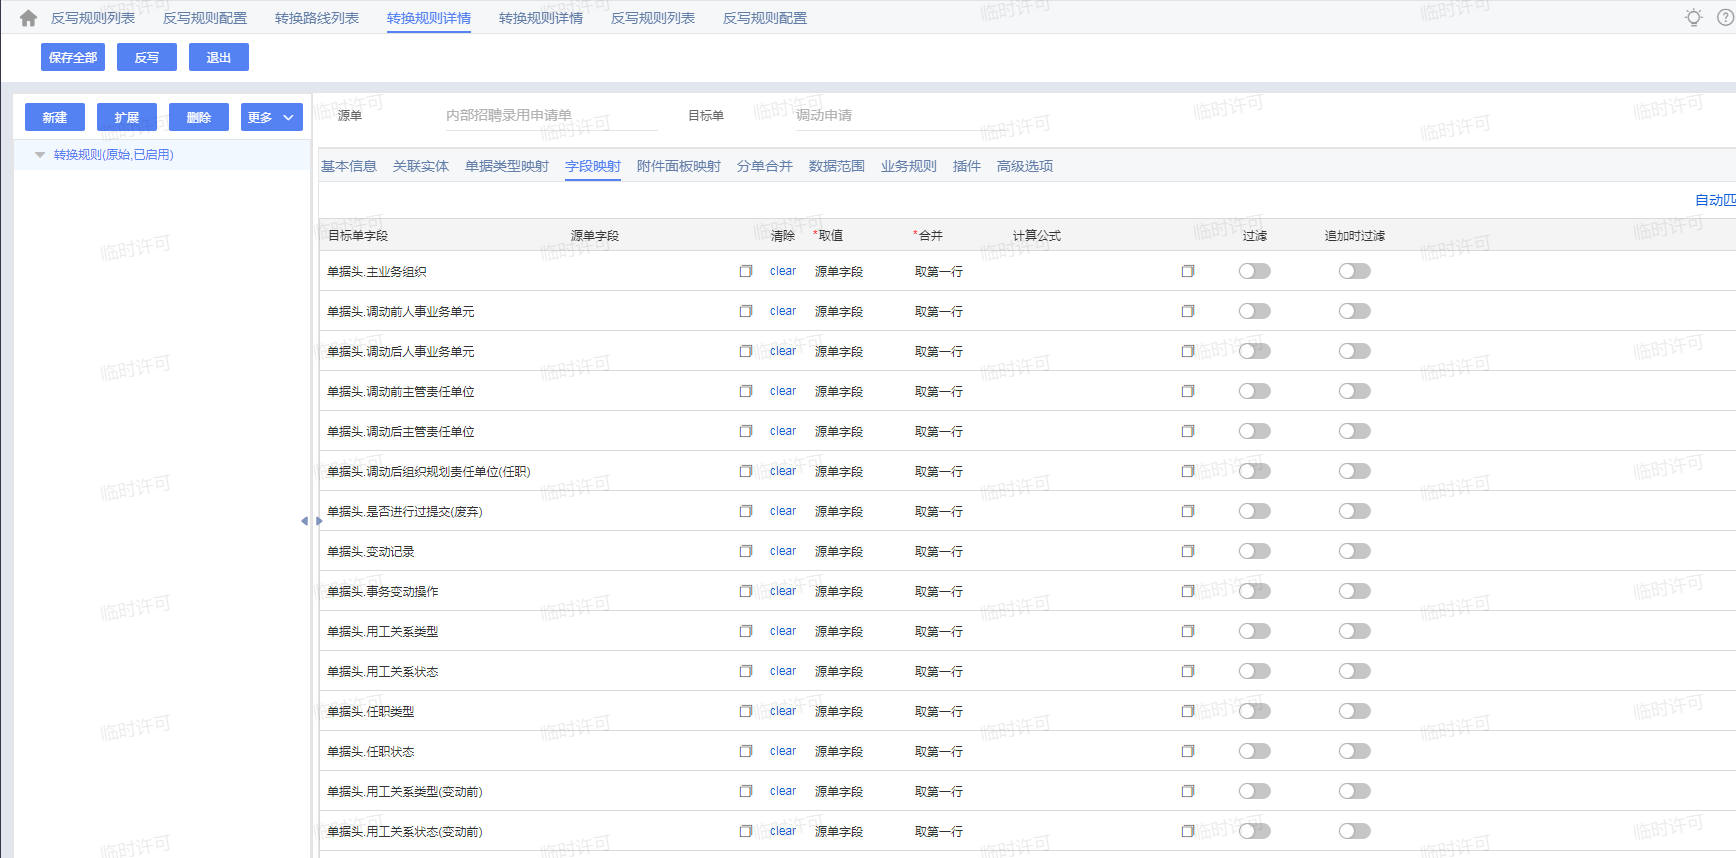 反写规则列表 反写规则配置 转换路线列表 转换规则详情 转换规则详情 反写规则列表 反写规则配置
保存全部 反写 退出
新建 扩展 删除 更多
转换规则(原始,已启用)
源单 内部招聘录用申请单 目标单 调动申请
基本信息 关联实体 单据类型映射 字段映射 附件面板映射 分单合并 数据范围 业务规则 插件 高级选项
自动匹
目标单字段 源单字段 清除 *取值 *合并 计算公式 过滤 追加时过滤
单据头.主业务组织 clear 源单字段 取第一行
单据头.调动前人事业务单元 clear 源单字段 取第一行
单据头.调动后人事业务单元 clear 源单字段 取第一行
单据头.调动前主管责任单位 clear 源单字段 取第一行
单据头.调动后主管责任单位 clear 源单字段 取第一行
单据头.调动后组织规划责任单位(任职) clear 源单字段 取第一行
单据头.是否进行过提交(废弃) clear 源单字段 取第一行
单据头.变动记录 clear 源单字段 取第一行
单据头.事务变动操作 clear 源单字段 取第一行
单据头.用工关系类型 clear 源单字段 取第一行
单据头.用工关系状态 clear 源单字段 取第一行
单据头.任职类型 clear 源单字段 取第一行
单据头.任职状态 clear 源单字段 取第一行
单据头.用工关系类型(变动前) clear 源单字段 取第一行
单据头.用工关系状态(变动前) clear 源单字段 取第一行
临时许可